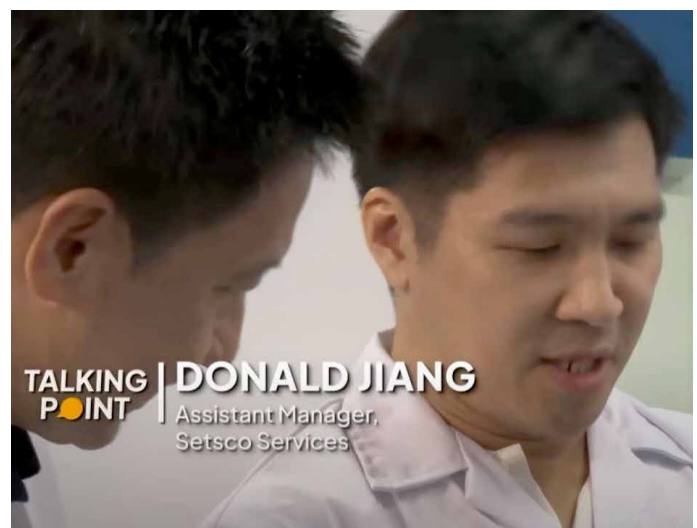 TALKING
POINT
DONALD JIANG
Assistant Manager,
Setsco Services